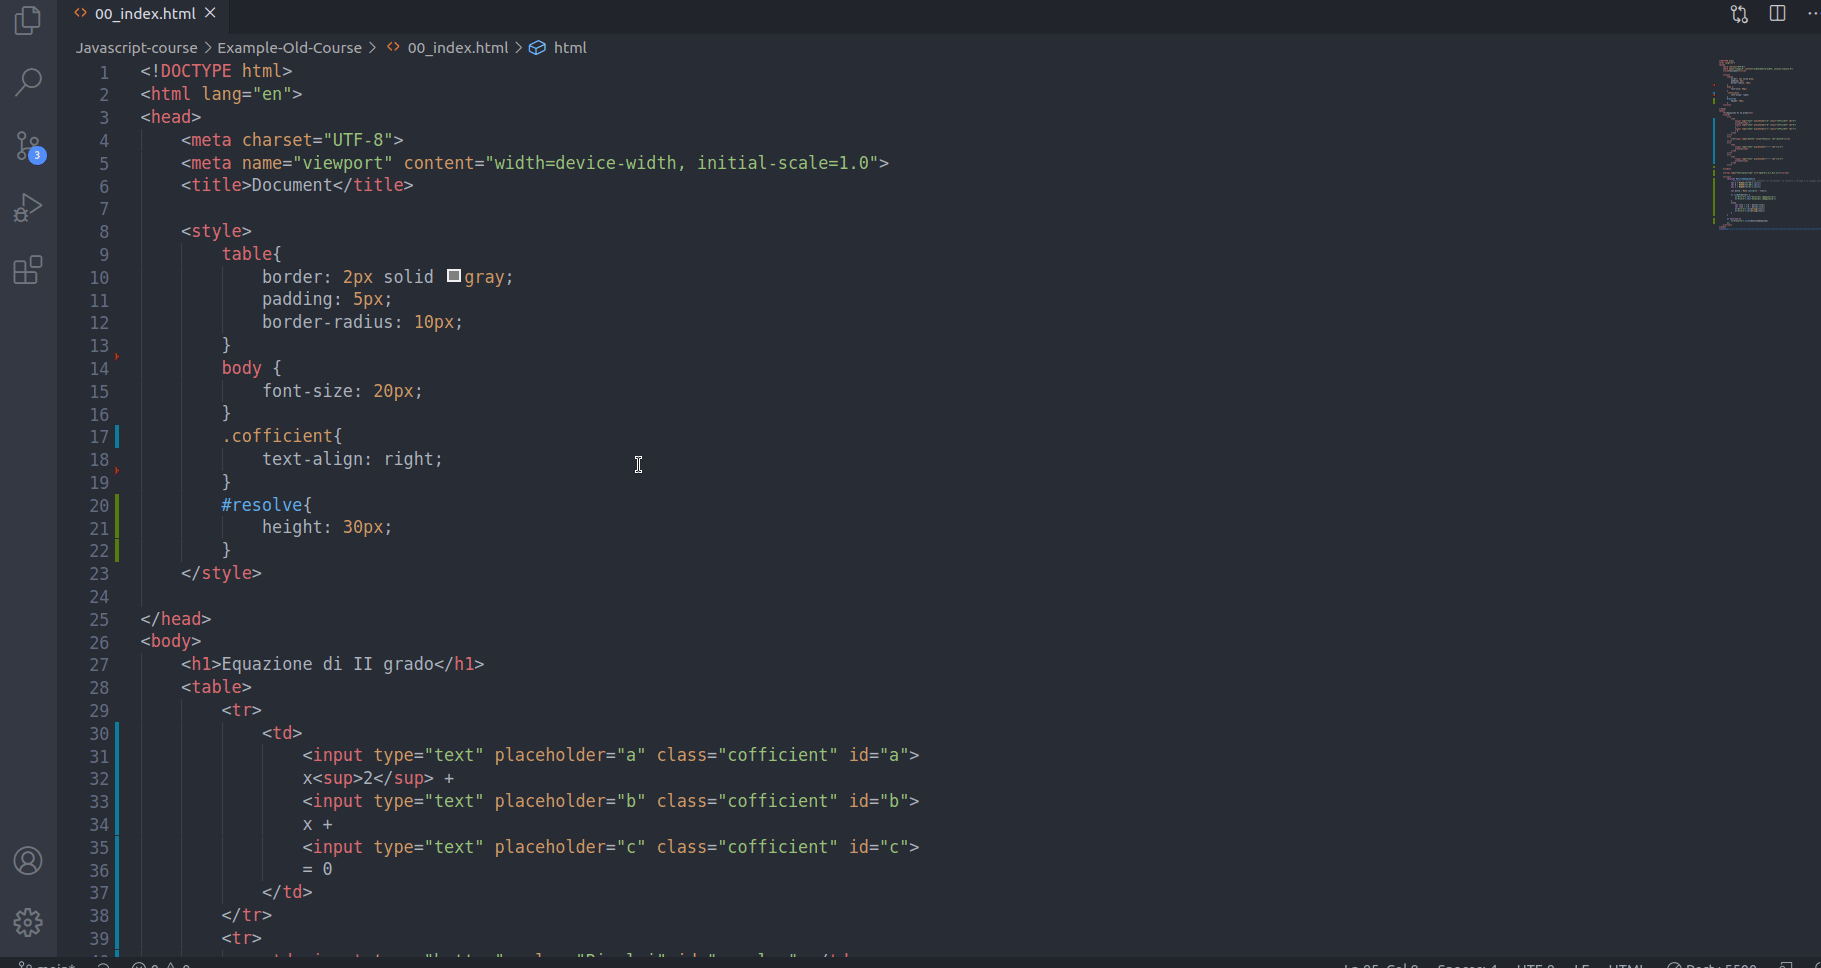 00_index.html
Javascript-course > Example-Old-Course > 00_index.html > html
1 <!DOCTYPE html>
2 <html lang="en">
3 <head>
4 <meta charset="UTF-8">
5 <meta name="viewport" content="width=device-width, initial-scale=1.0">
6 <title>Document</title>
7
8 <style>
9 table{
10 border: 2px solid gray;
11 padding: 5px;
12 border-radius: 10px;
13 }
14 body {
15 font-size: 20px;
16 }
17 .cofficient{
18 text-align: right;
19 }
20 #resolve{
21 height: 30px;
22 }
23 </style>
24
25 </head>
26 <body>
27 <h1>Equazione di II grado</h1>
28 <table>
29 <tr>
30 <td>
31 <input type="text" placeholder="a" class="cofficient" id="a">
32 x<sup>2</sup> +
33 <input type="text" placeholder="b" class="cofficient" id="b">
34 x +
35 <input type="text" placeholder="c" class="cofficient" id="c">
36 = 0
37 </td>
38 </tr>
39 <tr>
3